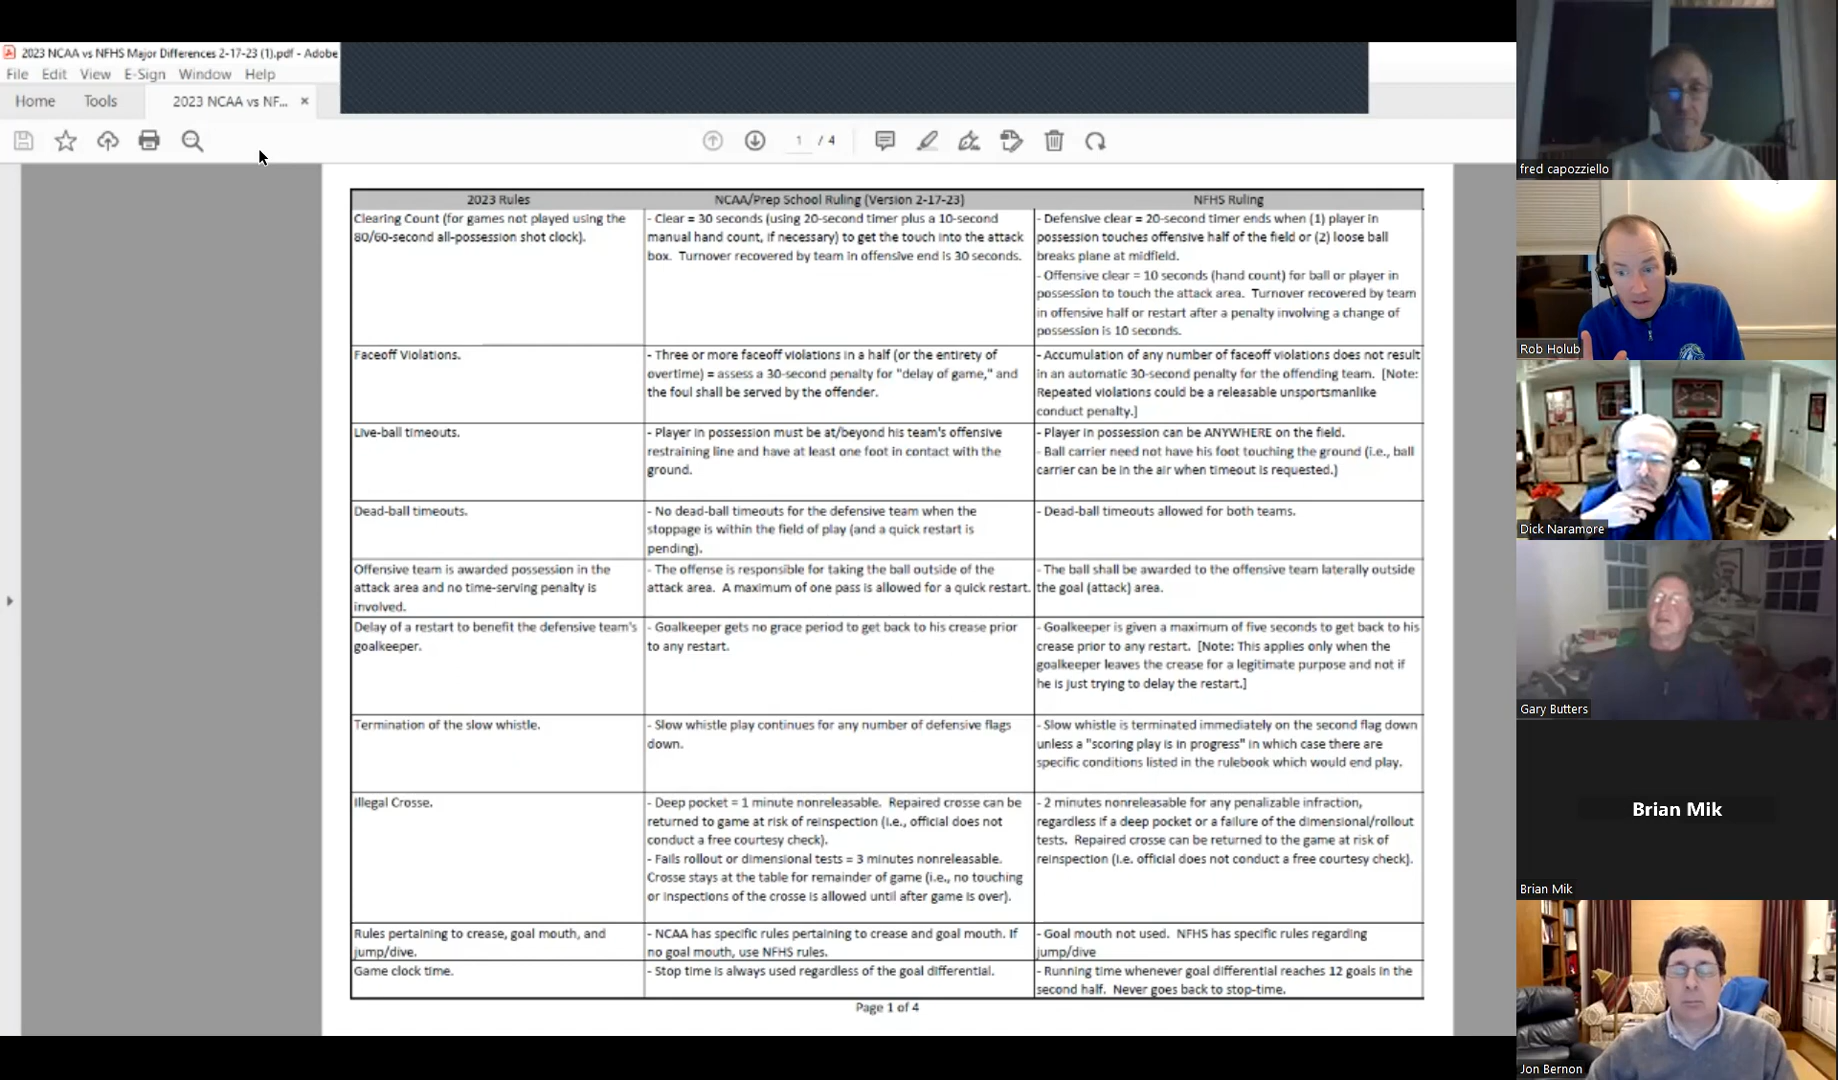 2023 NCAA vs NFHS Major Differences 2-17-23 (1).pdf - Adobe
File Edit View E-Sign Window Help
Home Tools 2023 NCAA vs NF... ×
1 / 4
2023 Rules
NCAA/Prep School Ruling (Version 2-17-23)
NFHS Ruling
Clearing Count (for games not played using the
80/60-second all-possession shot clock).
- Clear = 30 seconds (using 20-second timer plus a 10-second
manual hand count, if necessary) to get the touch into the attack
box. Turnover recovered by team in offensive end is 30 seconds.
- Defensive clear = 20-second timer ends when (1) player in
possession touches offensive half of the field or (2) loose ball
breaks plane at midfield.
- Offensive clear = 10 seconds (hand count) for ball or player in
possession to touch the attack area. Turnover recovered by team
in offensive half or restart after a penalty involving a change of
possession is 10 seconds.
Faceoff Violations.
- Three or more faceoff violations in a half (or the entirety of
overtime) = assess a 30-second penalty for "delay of game," and
the foul shall be served by the offender.
- Accumulation of any number of faceoff violations does not result
in an automatic 30-second penalty for the offending team. [Note:
Repeated violations could be a releasable unsportsmanlike
conduct penalty.]
Live-ball timeouts.
- Player in possession must be at/beyond his team's offensive
restraining line and have at least one foot in contact with the
ground.
- Player in possession can be ANYWHERE on the field.
- Ball carrier need not have his foot touching the ground (i.e., ball
carrier can be in the air when timeout is requested.)
Dead-ball timeouts.
- No dead-ball timeouts for the defensive team when the
stoppage is within the field of play (and a quick restart is
pending).
- Dead-ball timeouts allowed for both teams.
Offensive team is awarded possession in the
attack area and no time-serving penalty is
involved.
- The offense is responsible for taking the ball outside of the
attack area. A maximum of one pass is allowed for a quick restart.
- The ball shall be awarded to the offensive team laterally outside
the goal (attack) area.
Delay of a restart to benefit the defensive team's
goalkeeper.
- Goalkeeper gets no grace period to get back to his crease prior
to any restart.
- Goalkeeper is given a maximum of five seconds to get back to his
crease prior to any restart. [Note: This applies only when the
goalkeeper leaves the crease for a legitimate purpose and not if
he is just trying to delay the restart.]
Termination of the slow whistle.
- Slow whistle play continues for any number of defensive flags
down.
- Slow whistle is terminated immediately on the second flag down
unless a "scoring play is in progress" in which case there are
specific conditions listed in the rulebook which would end play.
Illegal Crosse.
- Deep pocket = 1 minute nonreleasable. Repaired crosse can be
returned to game at risk of reinspection (i.e., official does not
conduct a free courtesy check).
- Fails rollout or dimensional tests = 3 minutes nonreleasable.
Crosse stays at the table for remainder of game (i.e., no touching
or inspections of the crosse is allowed until after game is over).
- 2 minutes nonreleasable for any penalizable infraction,
regardless if a deep pocket or a failure of the dimensional/rollout
tests. Repaired crosse can be returned to the game at risk of
reinspection (i.e. official does not conduct a free courtesy check).
Rules pertaining to crease, goal mouth, and
jump/dive.
- NCAA has specific rules pertaining to crease and goal mouth. If
no goal mouth, use NFHS rules.
- Goal mouth not used. NFHS has specific rules regarding
jump/dive
Game clock time.
- Stop time is always used regardless of the goal differential.
- Running time whenever goal differential reaches 12 goals in the
second half. Never goes back to stop-time.
Page 1 of 4
fred capozziello
Rob Holub
Dick Naramore
Gary Butters
Brian Mik
Brian Mik
Jon Bernon